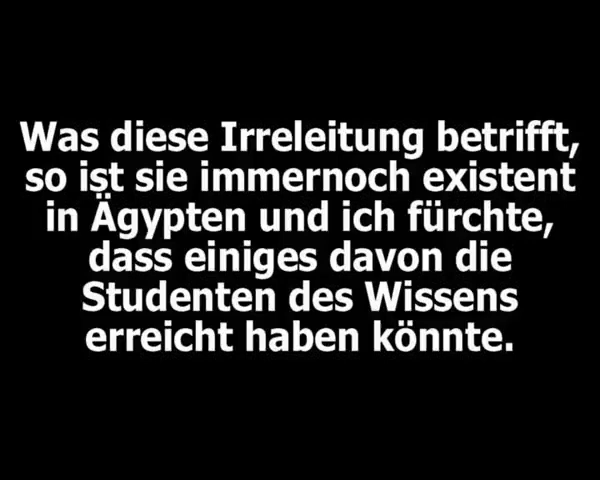 Was diese Irreleitung betrifft,
so ist sie immernoch existent
in Ägypten und ich fürchte,
dass einiges davon die
Studenten des Wissens
erreicht haben könnte.